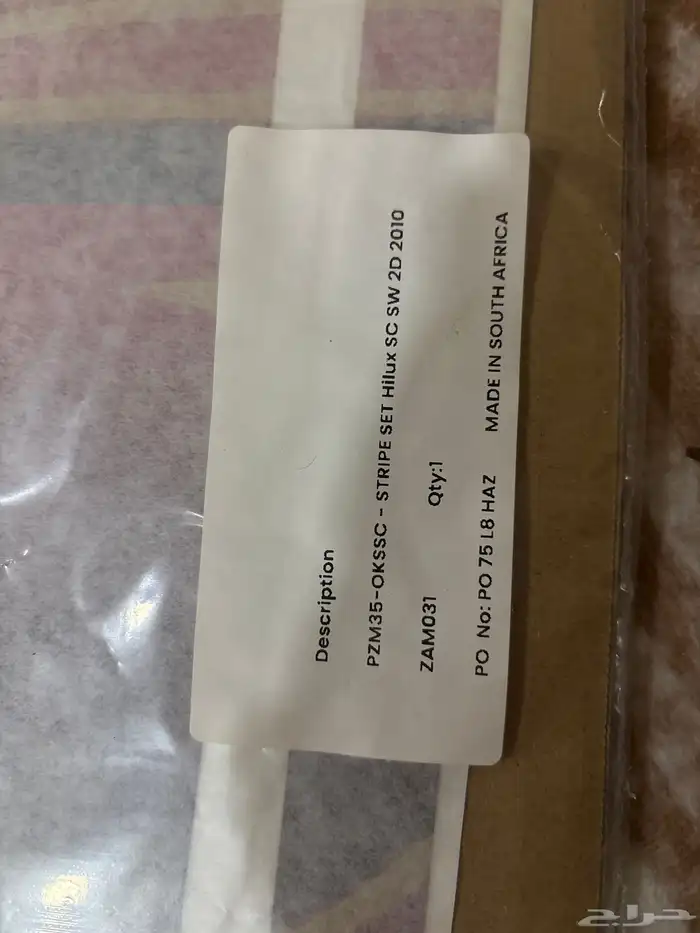 Description
PZM35-OKSSC - STRIPE SET Hilux SC SW 2D 2010
ZAM031 Qty:1
PO No: PO 75 L8 HAZ MADE IN SOUTH AFRICA
حراج